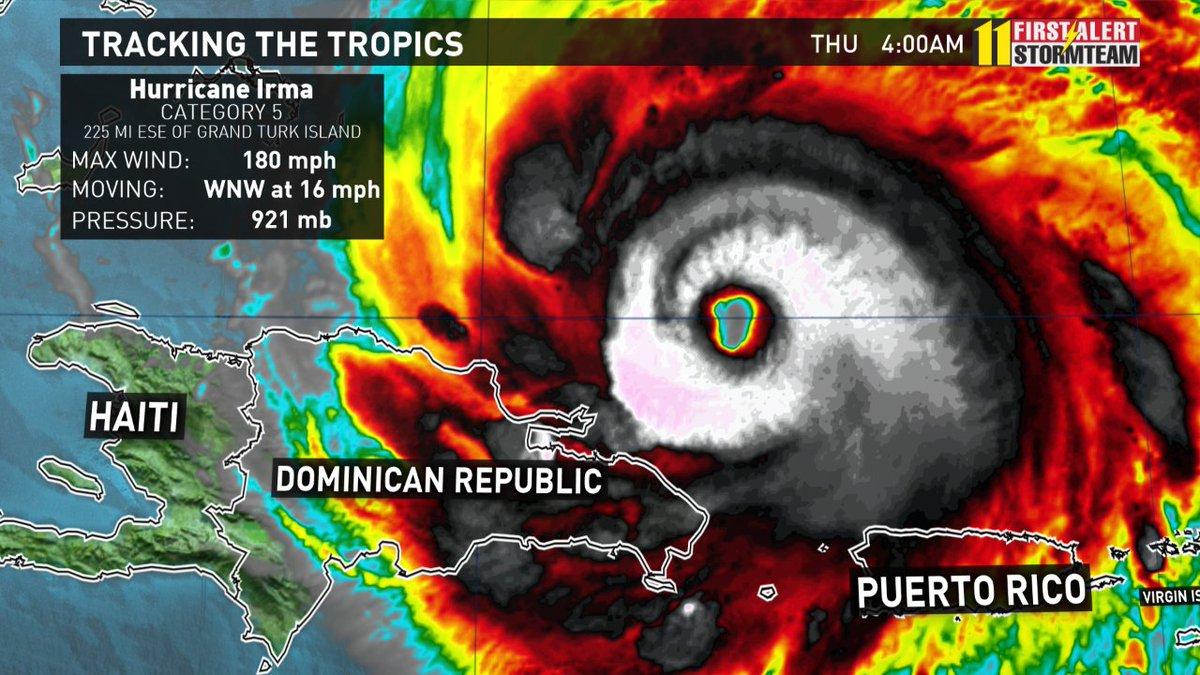 TRACKING THE TROPICS
THU 4:00AM
11 FIRST ALERT
STORMTEAM
Hurricane Irma
CATEGORY 5
225 MI ESE OF GRAND TURK ISLAND
MAX WIND: 180 mph
MOVING: WNW at 16 mph
PRESSURE: 921 mb
HAITI
DOMINICAN REPUBLIC
PUERTO RICO
VIRGIN IS